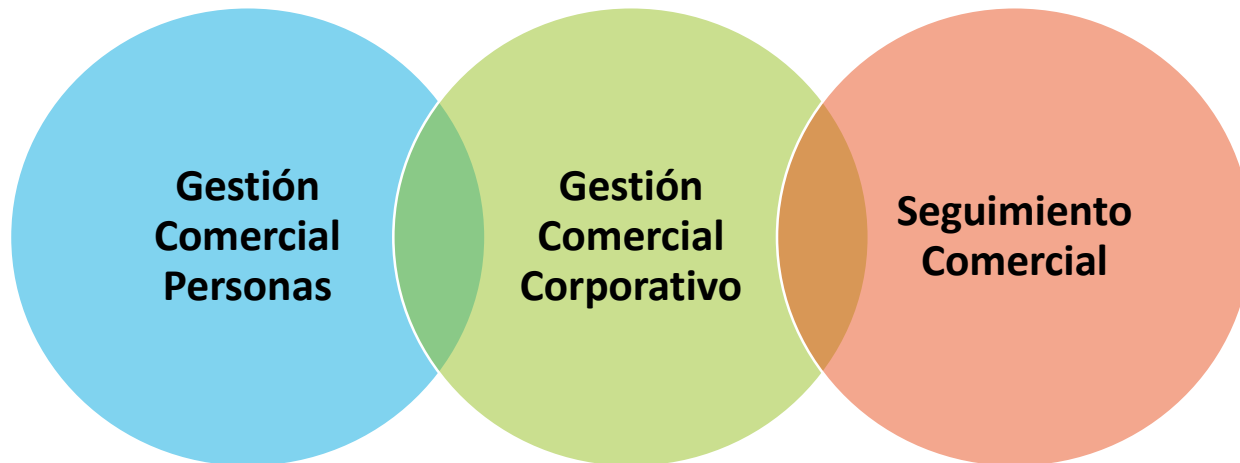 Gestión
Comercial
Personas
Gestión
Comercial
Corporativo
Seguimiento
Comercial